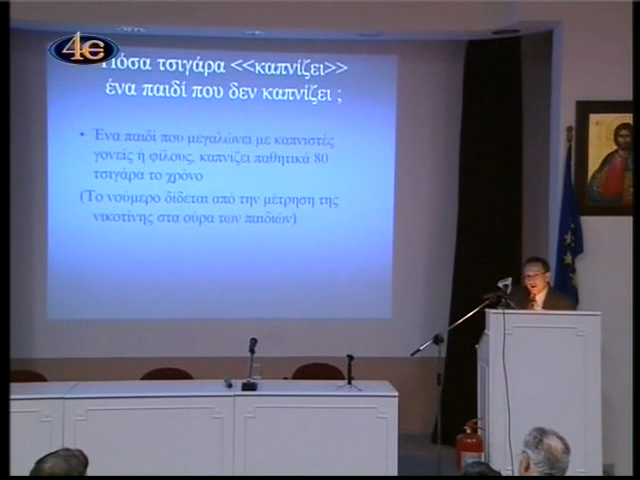 4ε
Πόσα τσιγάρα <<καπνίζει>>
ένα παιδί που δεν καπνίζει ;
• Ένα παιδί που μεγαλώνει με καπνιστές
γονείς ή φίλους, καπνίζει παθητικά 80
τσιγάρα το χρόνο
(Το νούμερο δίδεται από την μέτρηση της
νικοτίνης στα ούρα των παιδιών)